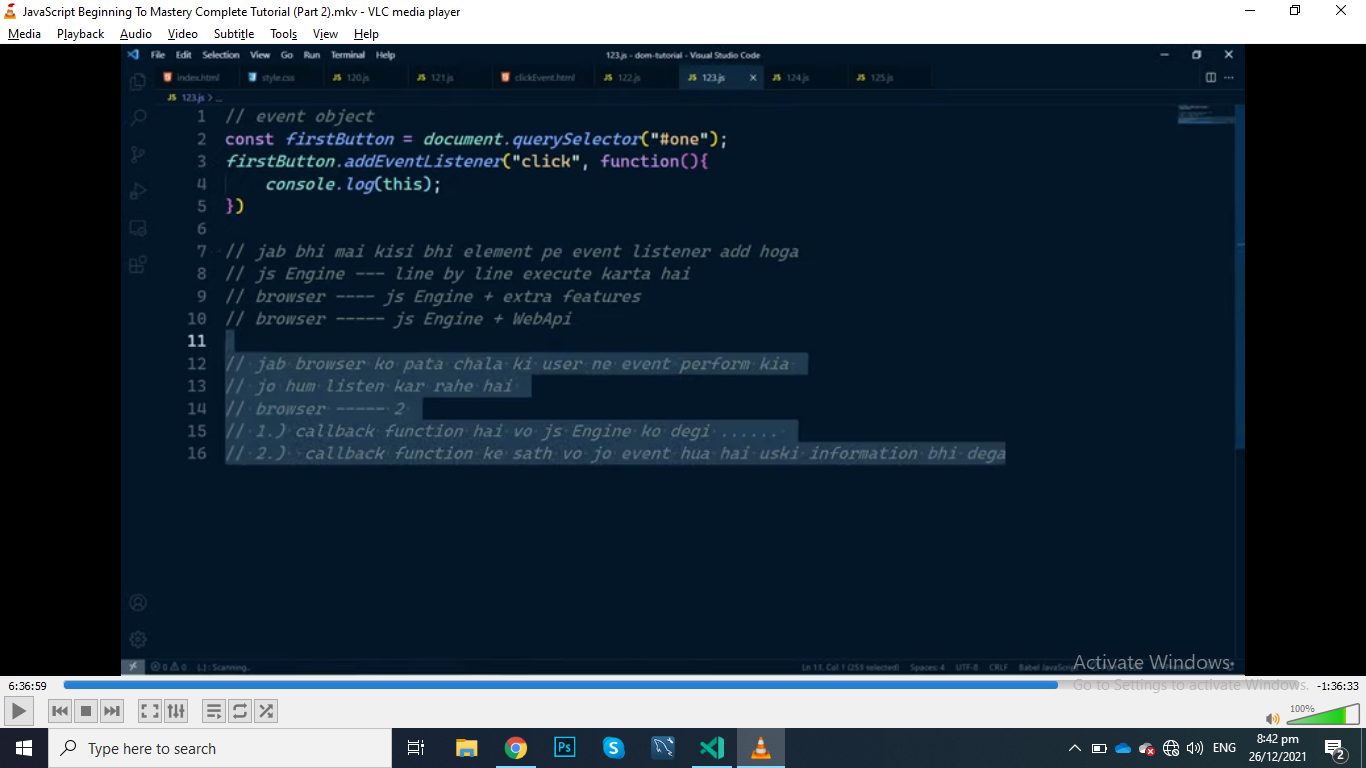 JavaScript Beginning To Mastery Complete Tutorial (Part 2).mkv - VLC media player
Media Playback Audio Video Subtitle Tools View Help
File Edit Selection View Go Run Terminal Help 123.js - dom-tutorial - Visual Studio Code
index.html style.css JS 120.js JS 121.js clickEvent.html JS 122.js JS 123.js JS 124.js JS 125.js
JS 123.js > ...
1 // event object
2 const firstButton = document.querySelector("#one");
3 firstButton.addEventListener("click", function(){
4 console.log(this);
5 })
6
7 // jab bhi mai kisi bhi element pe event listener add hoga
8 // js Engine --- line by line execute karta hai
9 // browser ---- js Engine + extra features
10 // browser ----- js Engine + WebApi
11
12 // jab browser ko pata chala ki user ne event perform kia
13 // jo hum listen kar rahe hai
14 // browser ----- 2
15 // 1.) callback function hai vo js Engine ko degi ......
16 // 2.) callback function ke sath vo jo event hua hai uski information bhi dega
0 0 Scanning.. Ln 11, Col 1 (253 selected) Spaces: 4 UTF-8 CRLF Babel JavaScript
Activate Windows
Go to Settings to activate Windows.
6:36:59 -1:36:33
100%
Type here to search Ps ENG 8:42 pm
26/12/2021 2